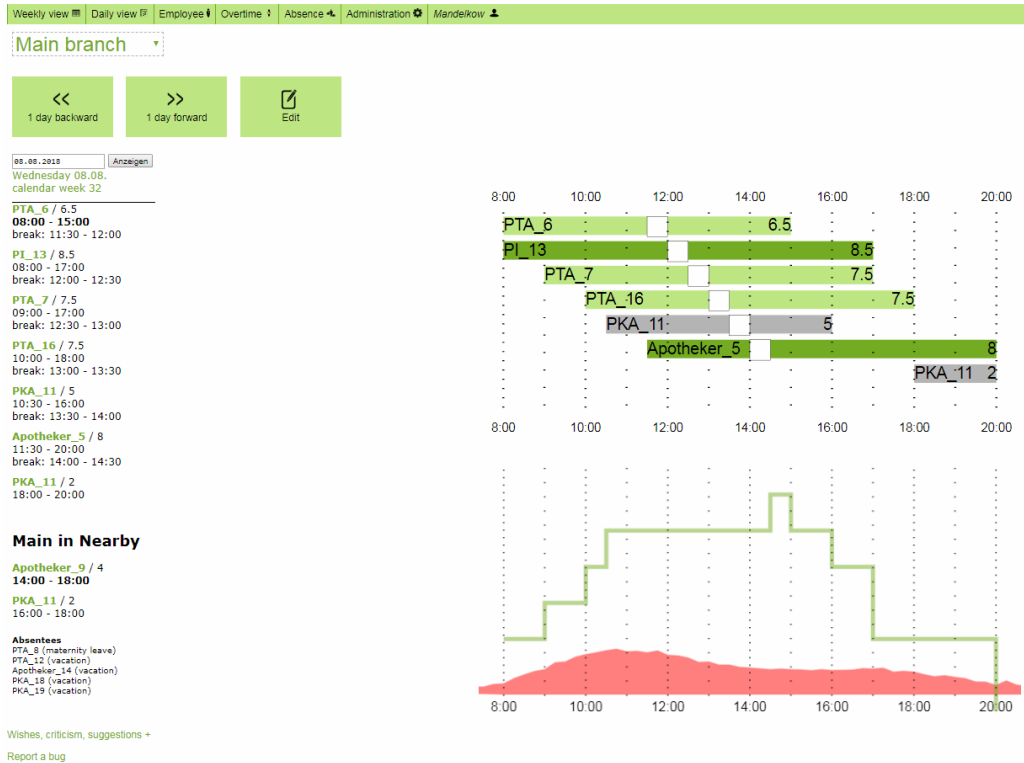 Weekly view Daily view Employee Overtime Absence Administration Mandelkow
Main branch
<< >>
1 day backward 1 day forward Edit
08.08.2018 Anzeigen
Wednesday 08.08.
calendar week 32
PTA_6 / 6.5
08:00 - 15:00
break: 11:30 - 12:00
PI_13 / 8.5
08:00 - 17:00
break: 12:00 - 12:30
PTA_7 / 7.5
09:00 - 17:00
break: 12:30 - 13:00
PTA_16 / 7.5
10:00 - 18:00
break: 13:00 - 13:30
PKA_11 / 5
10:30 - 16:00
break: 13:30 - 14:00
Apotheker_5 / 8
11:30 - 20:00
break: 14:00 - 14:30
PKA_11 / 2
18:00 - 20:00
Main in Nearby
Apotheker_9 / 4
14:00 - 18:00
PKA_11 / 2
16:00 - 18:00
Absentees
PTA_8 (maternity leave)
PTA_12 (vacation)
Apotheker_14 (vacation)
PKA_18 (vacation)
PKA_19 (vacation)
8:00 10:00 12:00 14:00 16:00 18:00 20:00
PTA_6 6.5
PI_13 8.5
PTA_7 7.5
PTA_16 7.5
PKA_11 5
Apotheker_5 8
PKA_11 2
8:00 10:00 12:00 14:00 16:00 18:00 20:00
8:00 10:00 12:00 14:00 16:00 18:00 20:00
Wishes, criticism, suggestions +
Report a bug